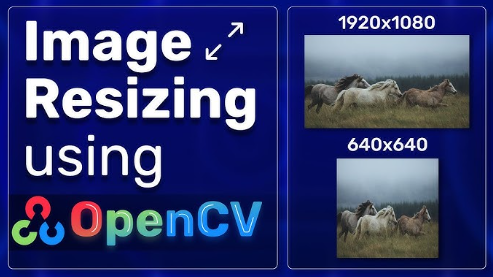 Image
Resizing
using
OpenCV
1920x1080
640x640